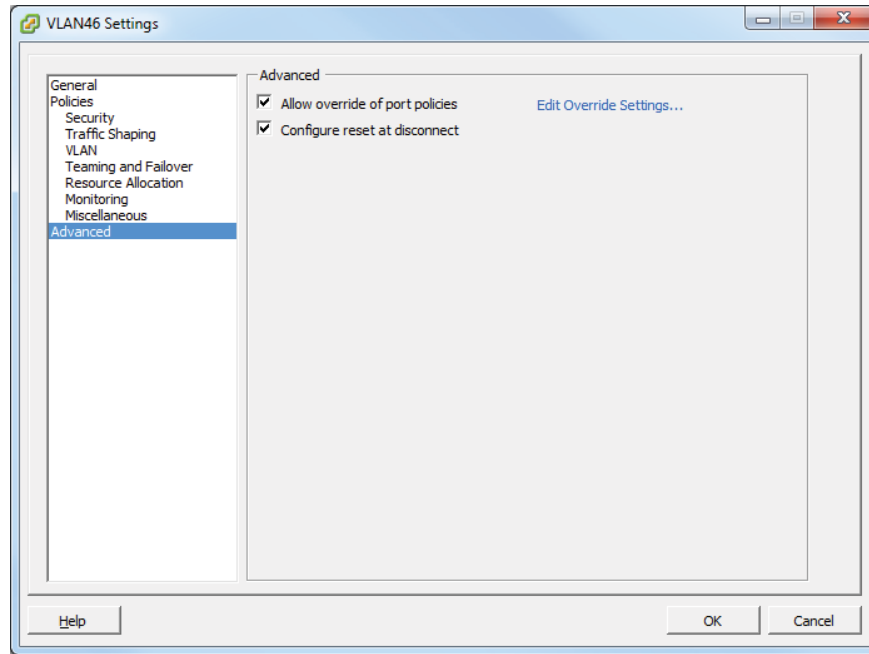 VLAN46 Settings
General
Policies
Security
Traffic Shaping
VLAN
Teaming and Failover
Resource Allocation
Monitoring
Miscellaneous
Advanced
Advanced
Allow override of port policies
Edit Override Settings...
Configure reset at disconnect
Help
OK
Cancel